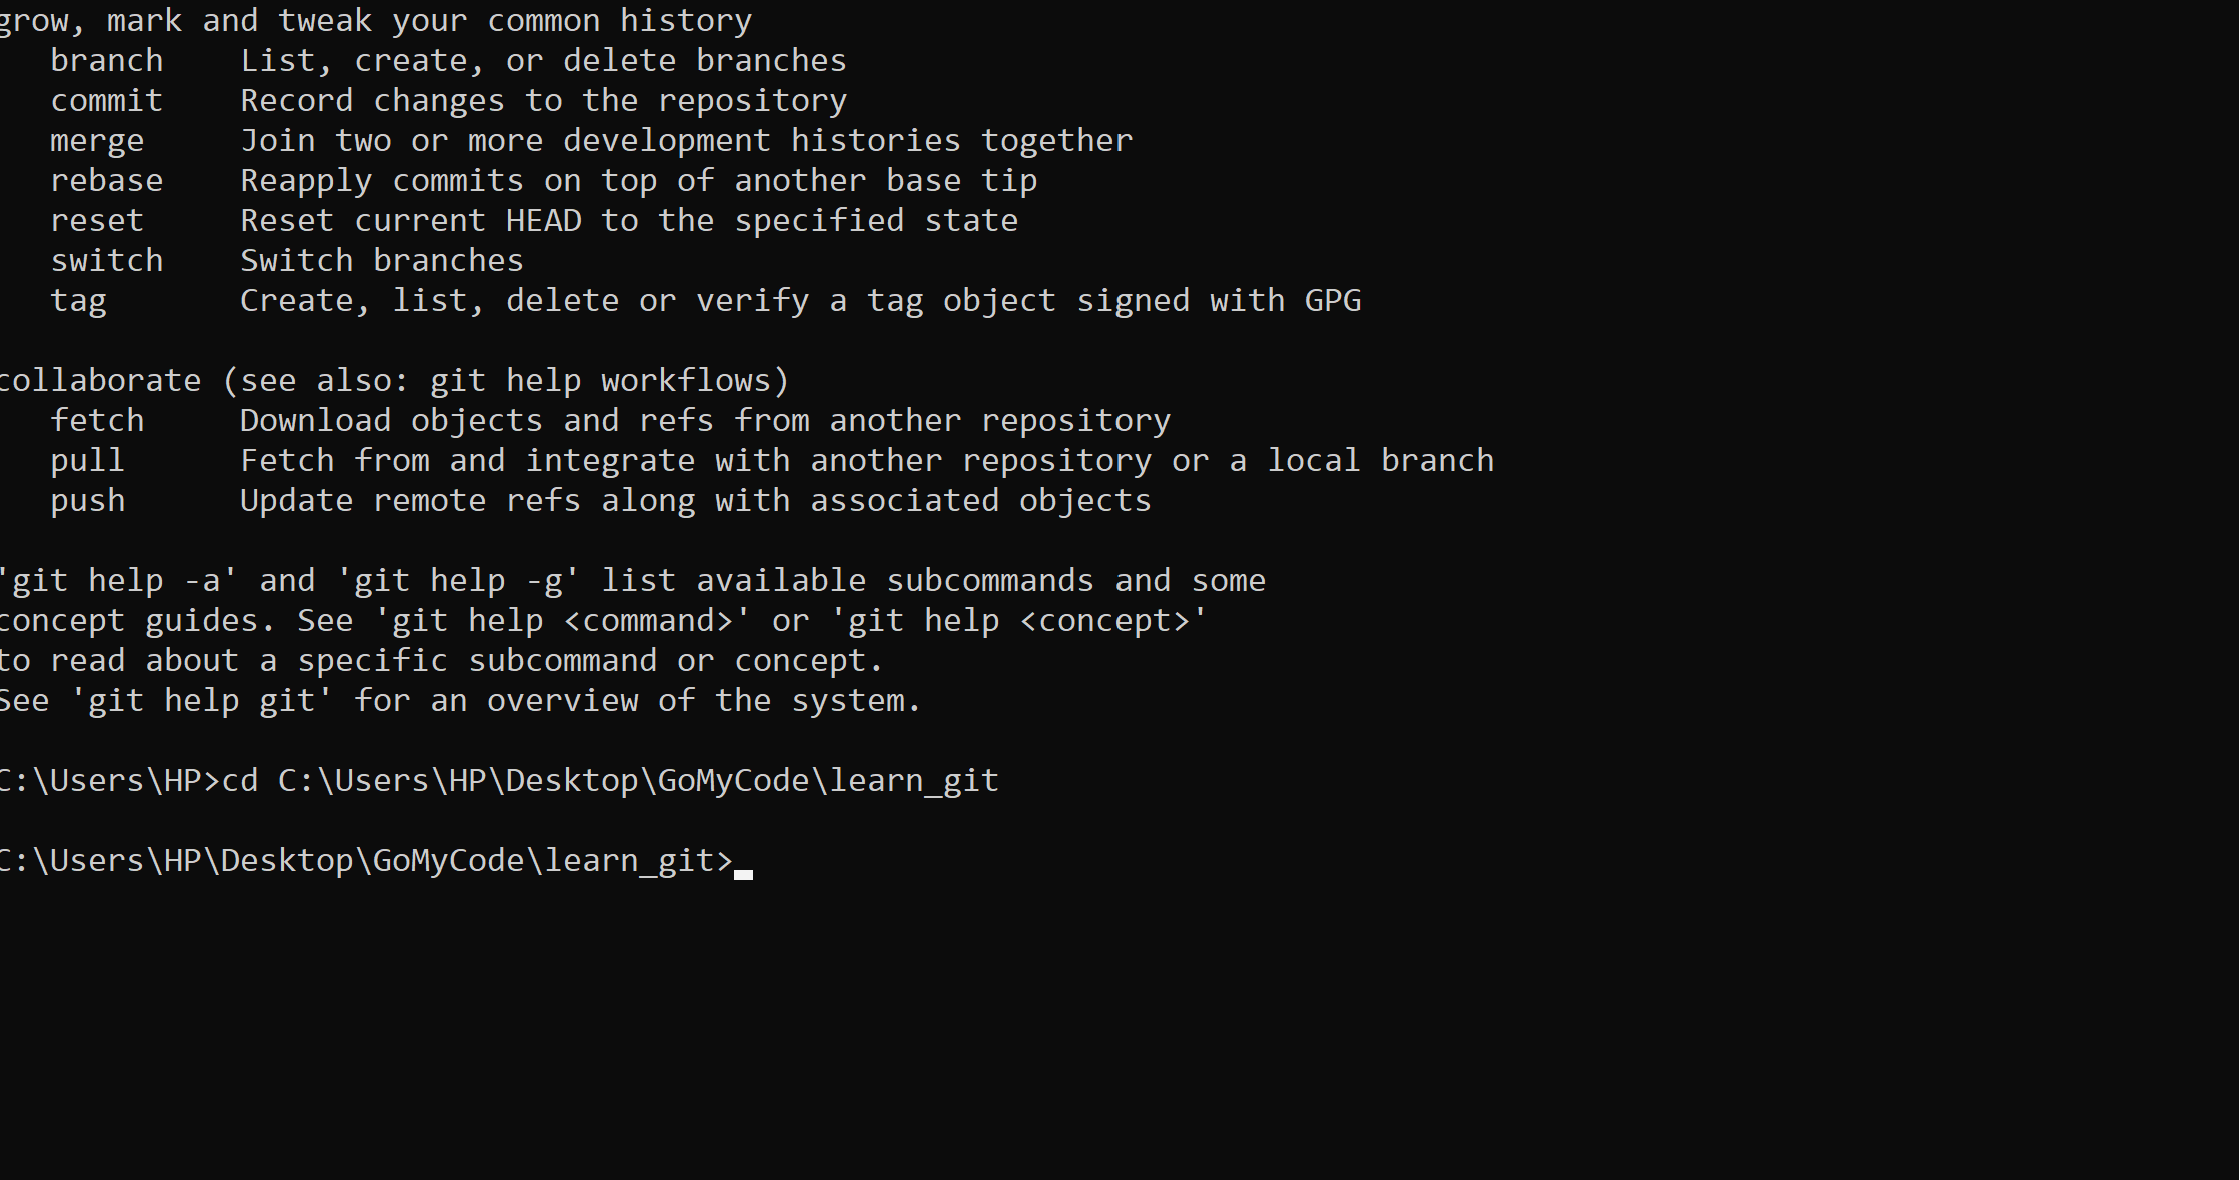 grow, mark and tweak your common history
   branch    List, create, or delete branches
   commit    Record changes to the repository
   merge     Join two or more development histories together
   rebase    Reapply commits on top of another base tip
   reset     Reset current HEAD to the specified state
   switch    Switch branches
   tag       Create, list, delete or verify a tag object signed with GPG

collaborate (see also: git help workflows)
   fetch     Download objects and refs from another repository
   pull      Fetch from and integrate with another repository or a local branch
   push      Update remote refs along with associated objects

'git help -a' and 'git help -g' list available subcommands and some
concept guides. See 'git help <command>' or 'git help <concept>'
to read about a specific subcommand or concept.
See 'git help git' for an overview of the system.

C:\Users\HP>cd C:\Users\HP\Desktop\GoMyCode\learn_git

C:\Users\HP\Desktop\GoMyCode\learn_git>